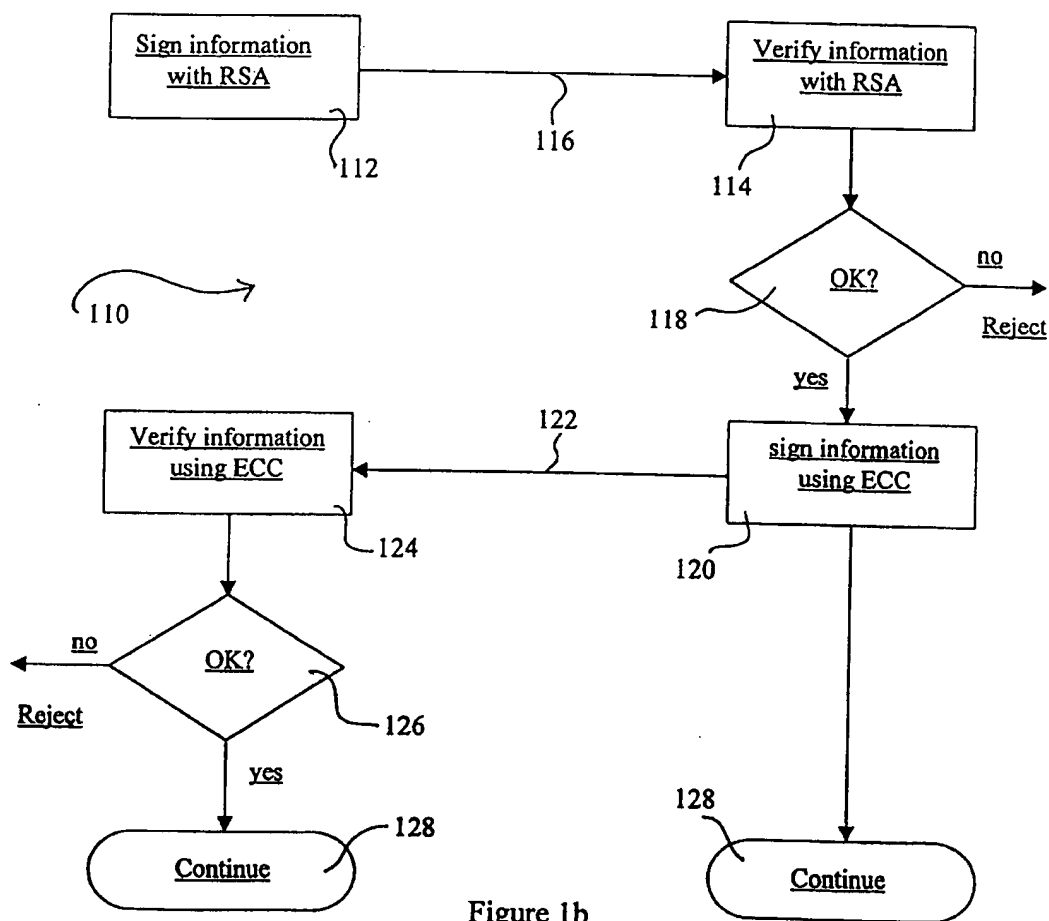 Sign information
with RSA
Verify information
with RSA
112
116
114
OK?
no
118
Reject
110
yes
Verify information
using ECC
122
sign information
using ECC
124
120
no
OK?
Reject
126
yes
128
128
Continue
Continue
Figure 1b